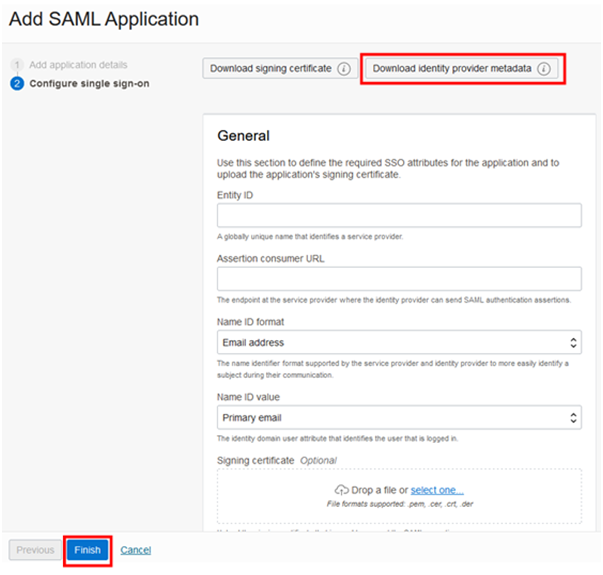 Add SAML Application
1 Add application details
2 Configure single sign-on
Download signing certificate i
Download identity provider metadata i
General
Use this section to define the required SSO attributes for the application and to
upload the application's signing certificate.
Entity ID
A globally unique name that identifies a service provider.
Assertion consumer URL
The endpoint at the service provider where the identity provider can send SAML authentication assertions.
Name ID format
Email address
The name identifier format supported by the service provider and identity provider to more easily identify a
subject during their communication.
Name ID value
Primary email
The identity domain user attribute that identifies the user that is logged in.
Signing certificate Optional
Drop a file or select one...
File formats supported: .pem, .cer, .crt, .der
Previous
Finish
Cancel